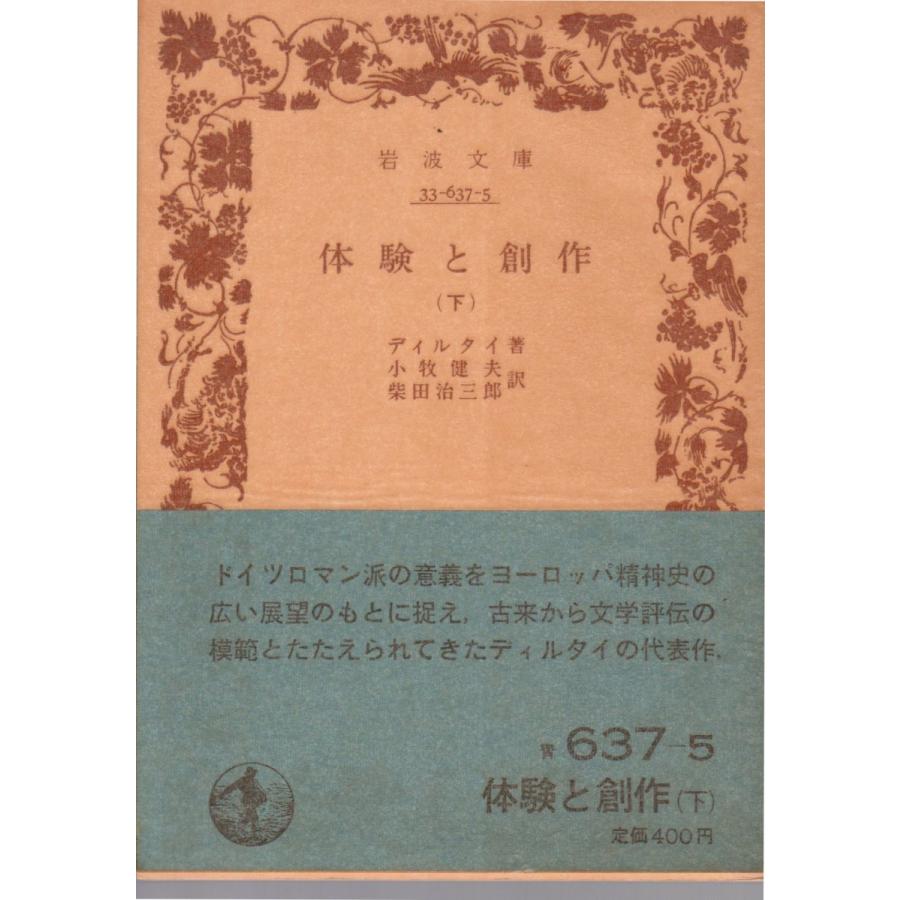 岩波文庫
33-637-5
体験と創作
(下)
ディルタイ著
小牧健夫
柴田治三郎訳
ドイツロマン派の意義をヨーロッパ精神史の
広い展望のもとに捉え，古来から文学評伝の
模範とたたえられてきたディルタイの代表作．
青 637-5
体験と創作(下)
定価400円